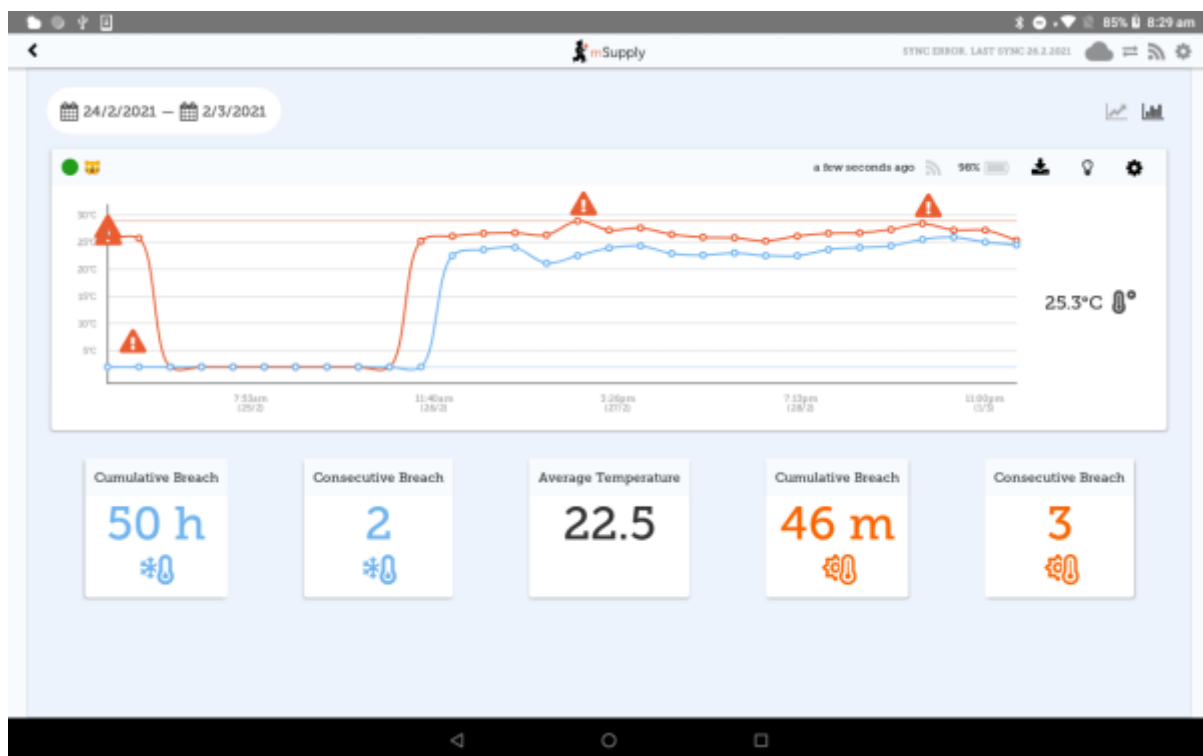 85% 8:29 am
mSupply
SYNC ERROR. LAST SYNC 26.2.2021
24/2/2021 — 2/3/2021
a few seconds ago 98%
30°C
25°C
20°C
15°C
10°C
5°C
25.3°C
7:53am
(25/2)
11:40am
(26/2)
3:26pm
(27/2)
7:13pm
(28/2)
11:00pm
(1/3)
Cumulative Breach
50 h
Consecutive Breach
2
Average Temperature
22.5
Cumulative Breach
46 m
Consecutive Breach
3